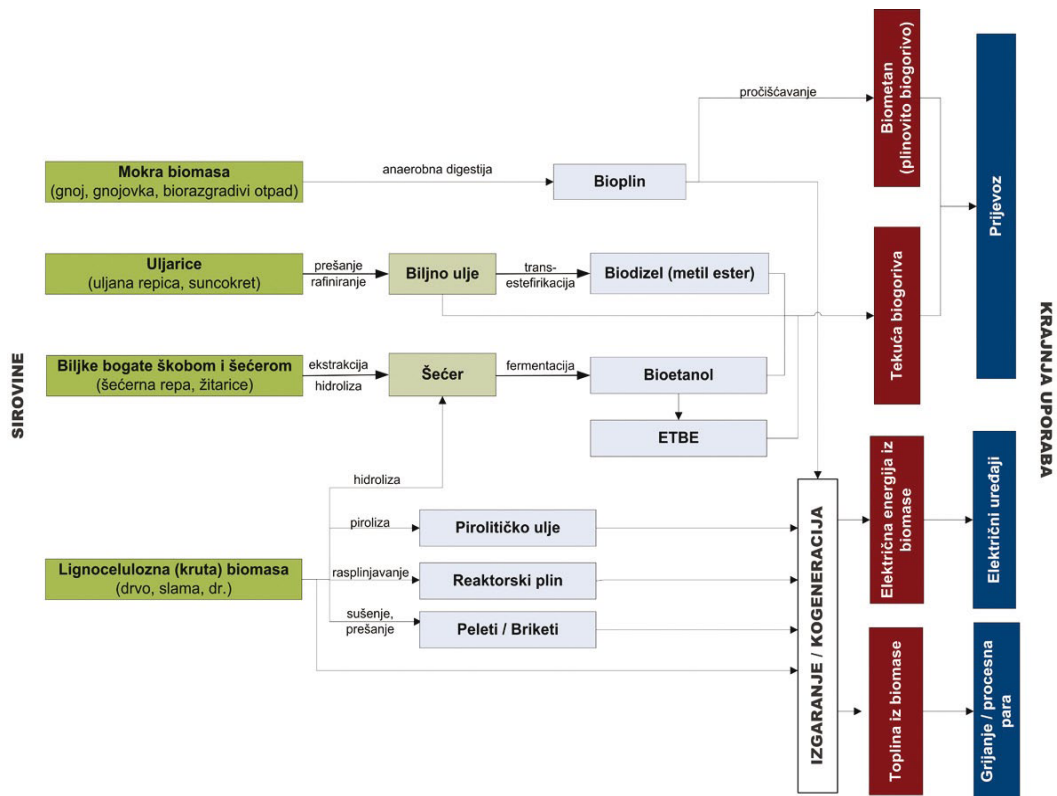 SIROVINE
Mokra biomasa
(gnoj, gnojovka, biorazgradivi otpad)
anaerobna digestija
Bioplin
pročišćavanje
Biometan
(plinovito biogorivo)
Uljarice
(uljana repica, suncokret)
prešanje
rafiniranje
Biljno ulje
trans-
estefirikacija
Biodizel (metil ester)
Tekuća biogoriva
Prijevoz
Biljke bogate škobom i šećerom
(šećerna repa, žitarice)
ekstrakcija
hidroliza
Šećer
fermentacija
Bioetanol
ETBE
Lignocelulozna (kruta) biomasa
(drvo, slama, dr.)
hidroliza
piroliza
Pirolitičko ulje
rasplinjavanje
Reaktorski plin
sušenje,
prešanje
Peleti / Briketi
IZGARANJE / KOGENERACIJA
Električna energija iz
biomase
Električni uređaji
Toplina iz biomase
Grijanje / procesna
para
KRAJNJA UPORABA